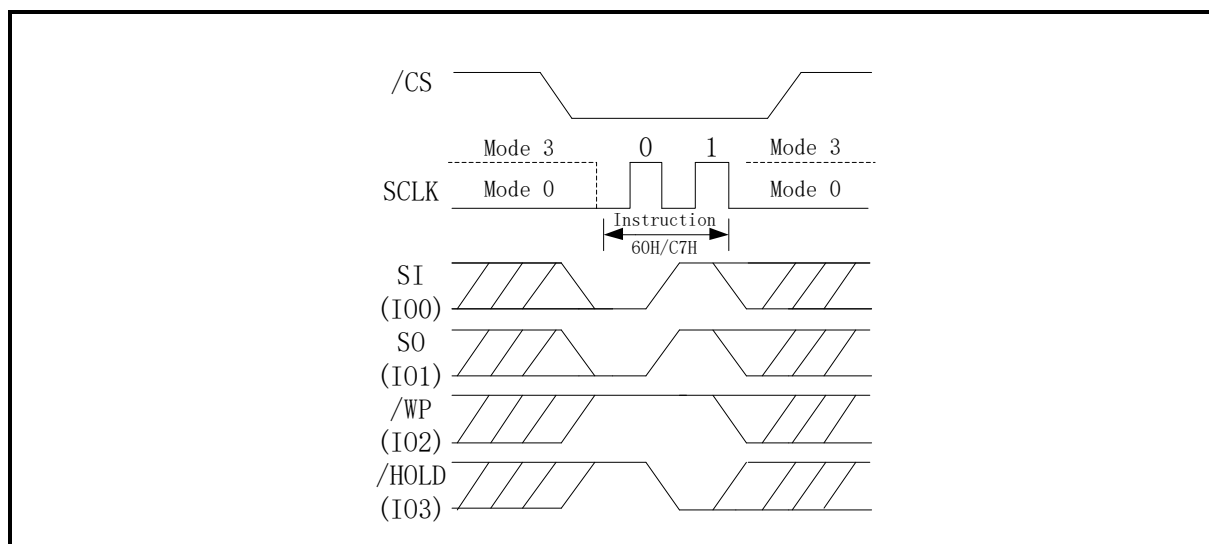 /CS
Mode 3 0 1 Mode 3
SCLK Mode 0 Mode 0
Instruction
60H/C7H
SI
(IO0)
SO
(IO1)
/WP
(IO2)
/HOLD
(IO3)